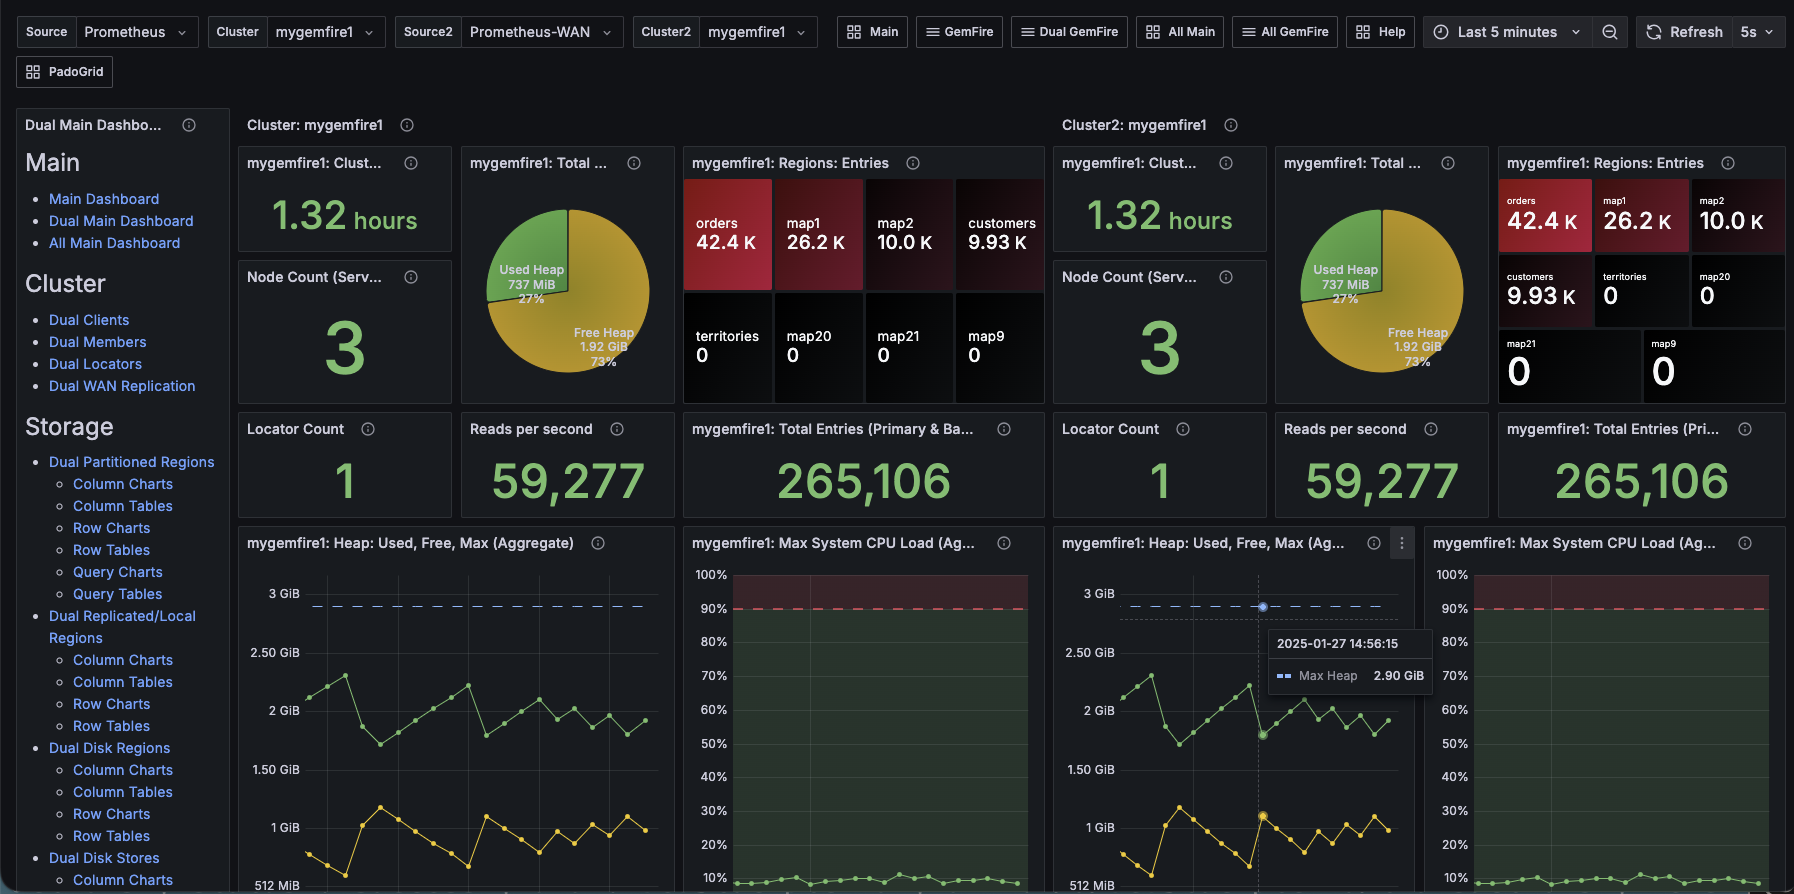 Source Prometheus Cluster mygemfire1 Source2 Prometheus-WAN Cluster2 mygemfire1 Main GemFire Dual GemFire All Main All GemFire Help Last 5 minutes Refresh 5s
PadoGrid
Dual Main Dashbo...
Main
Main Dashboard
Dual Main Dashboard
All Main Dashboard
Cluster
Dual Clients
Dual Members
Dual Locators
Dual WAN Replication
Storage
Dual Partitioned Regions
Column Charts
Column Tables
Row Charts
Row Tables
Query Charts
Query Tables
Dual Replicated/Local
Regions
Column Charts
Column Tables
Row Charts
Row Tables
Dual Disk Regions
Column Charts
Column Tables
Row Charts
Row Tables
Dual Disk Stores
Column Charts
Cluster: mygemfire1
mygemfire1: Clust...
1.32 hours
Node Count (Serv...
3
mygemfire1: Total ...
Used Heap
737 MiB
27%
Free Heap
1.92 GiB
73%
mygemfire1: Regions: Entries
orders
42.4 K
map1
26.2 K
map2
10.0 K
customers
9.93 K
territories
0
map20
0
map21
0
map9
0
Locator Count
1
Reads per second
59,277
mygemfire1: Total Entries (Primary & Ba...
265,106
mygemfire1: Heap: Used, Free, Max (Aggregate)
3 GiB
2.50 GiB
2 GiB
1.50 GiB
1 GiB
512 MiB
mygemfire1: Max System CPU Load (Ag...
100%
90%
80%
70%
60%
50%
40%
30%
20%
10%
Cluster2: mygemfire1
mygemfire1: Clust...
1.32 hours
Node Count (Serv...
3
mygemfire1: Total ...
Used Heap
737 MiB
27%
Free Heap
1.92 GiB
73%
mygemfire1: Regions: Entries
orders
42.4 K
map1
26.2 K
map2
10.0 K
customers
9.93 K
territories
0
map20
0
map21
0
map9
0
Locator Count
1
Reads per second
59,277
mygemfire1: Total Entries (Pri...
265,106
mygemfire1: Heap: Used, Free, Max (Ag...
3 GiB
2.50 GiB
2 GiB
1.50 GiB
1 GiB
512 MiB
2025-01-27 14:56:15
Max Heap 2.90 GiB
mygemfire1: Max System CPU Load (Ag...
100%
90%
80%
70%
60%
50%
40%
30%
20%
10%